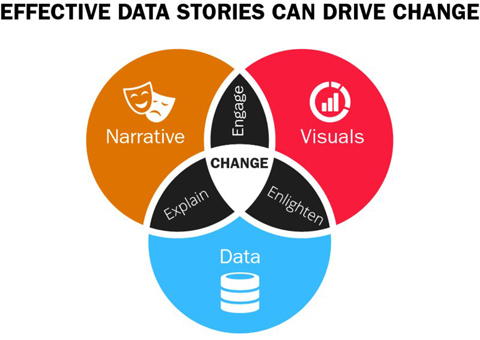 EFFECTIVE DATA STORIES CAN DRIVE CHANGE
Engage
Narrative
Visuals
CHANGE
Explain
Enlighten
Data